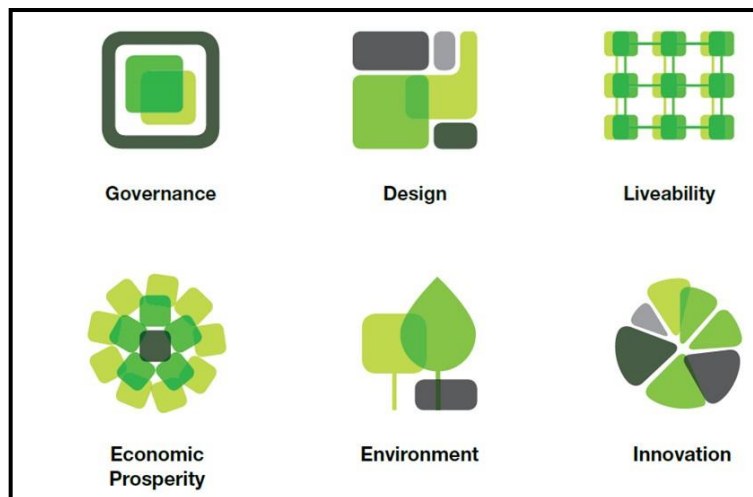 Governance
Design
Liveability
Economic
Prosperity
Environment
Innovation